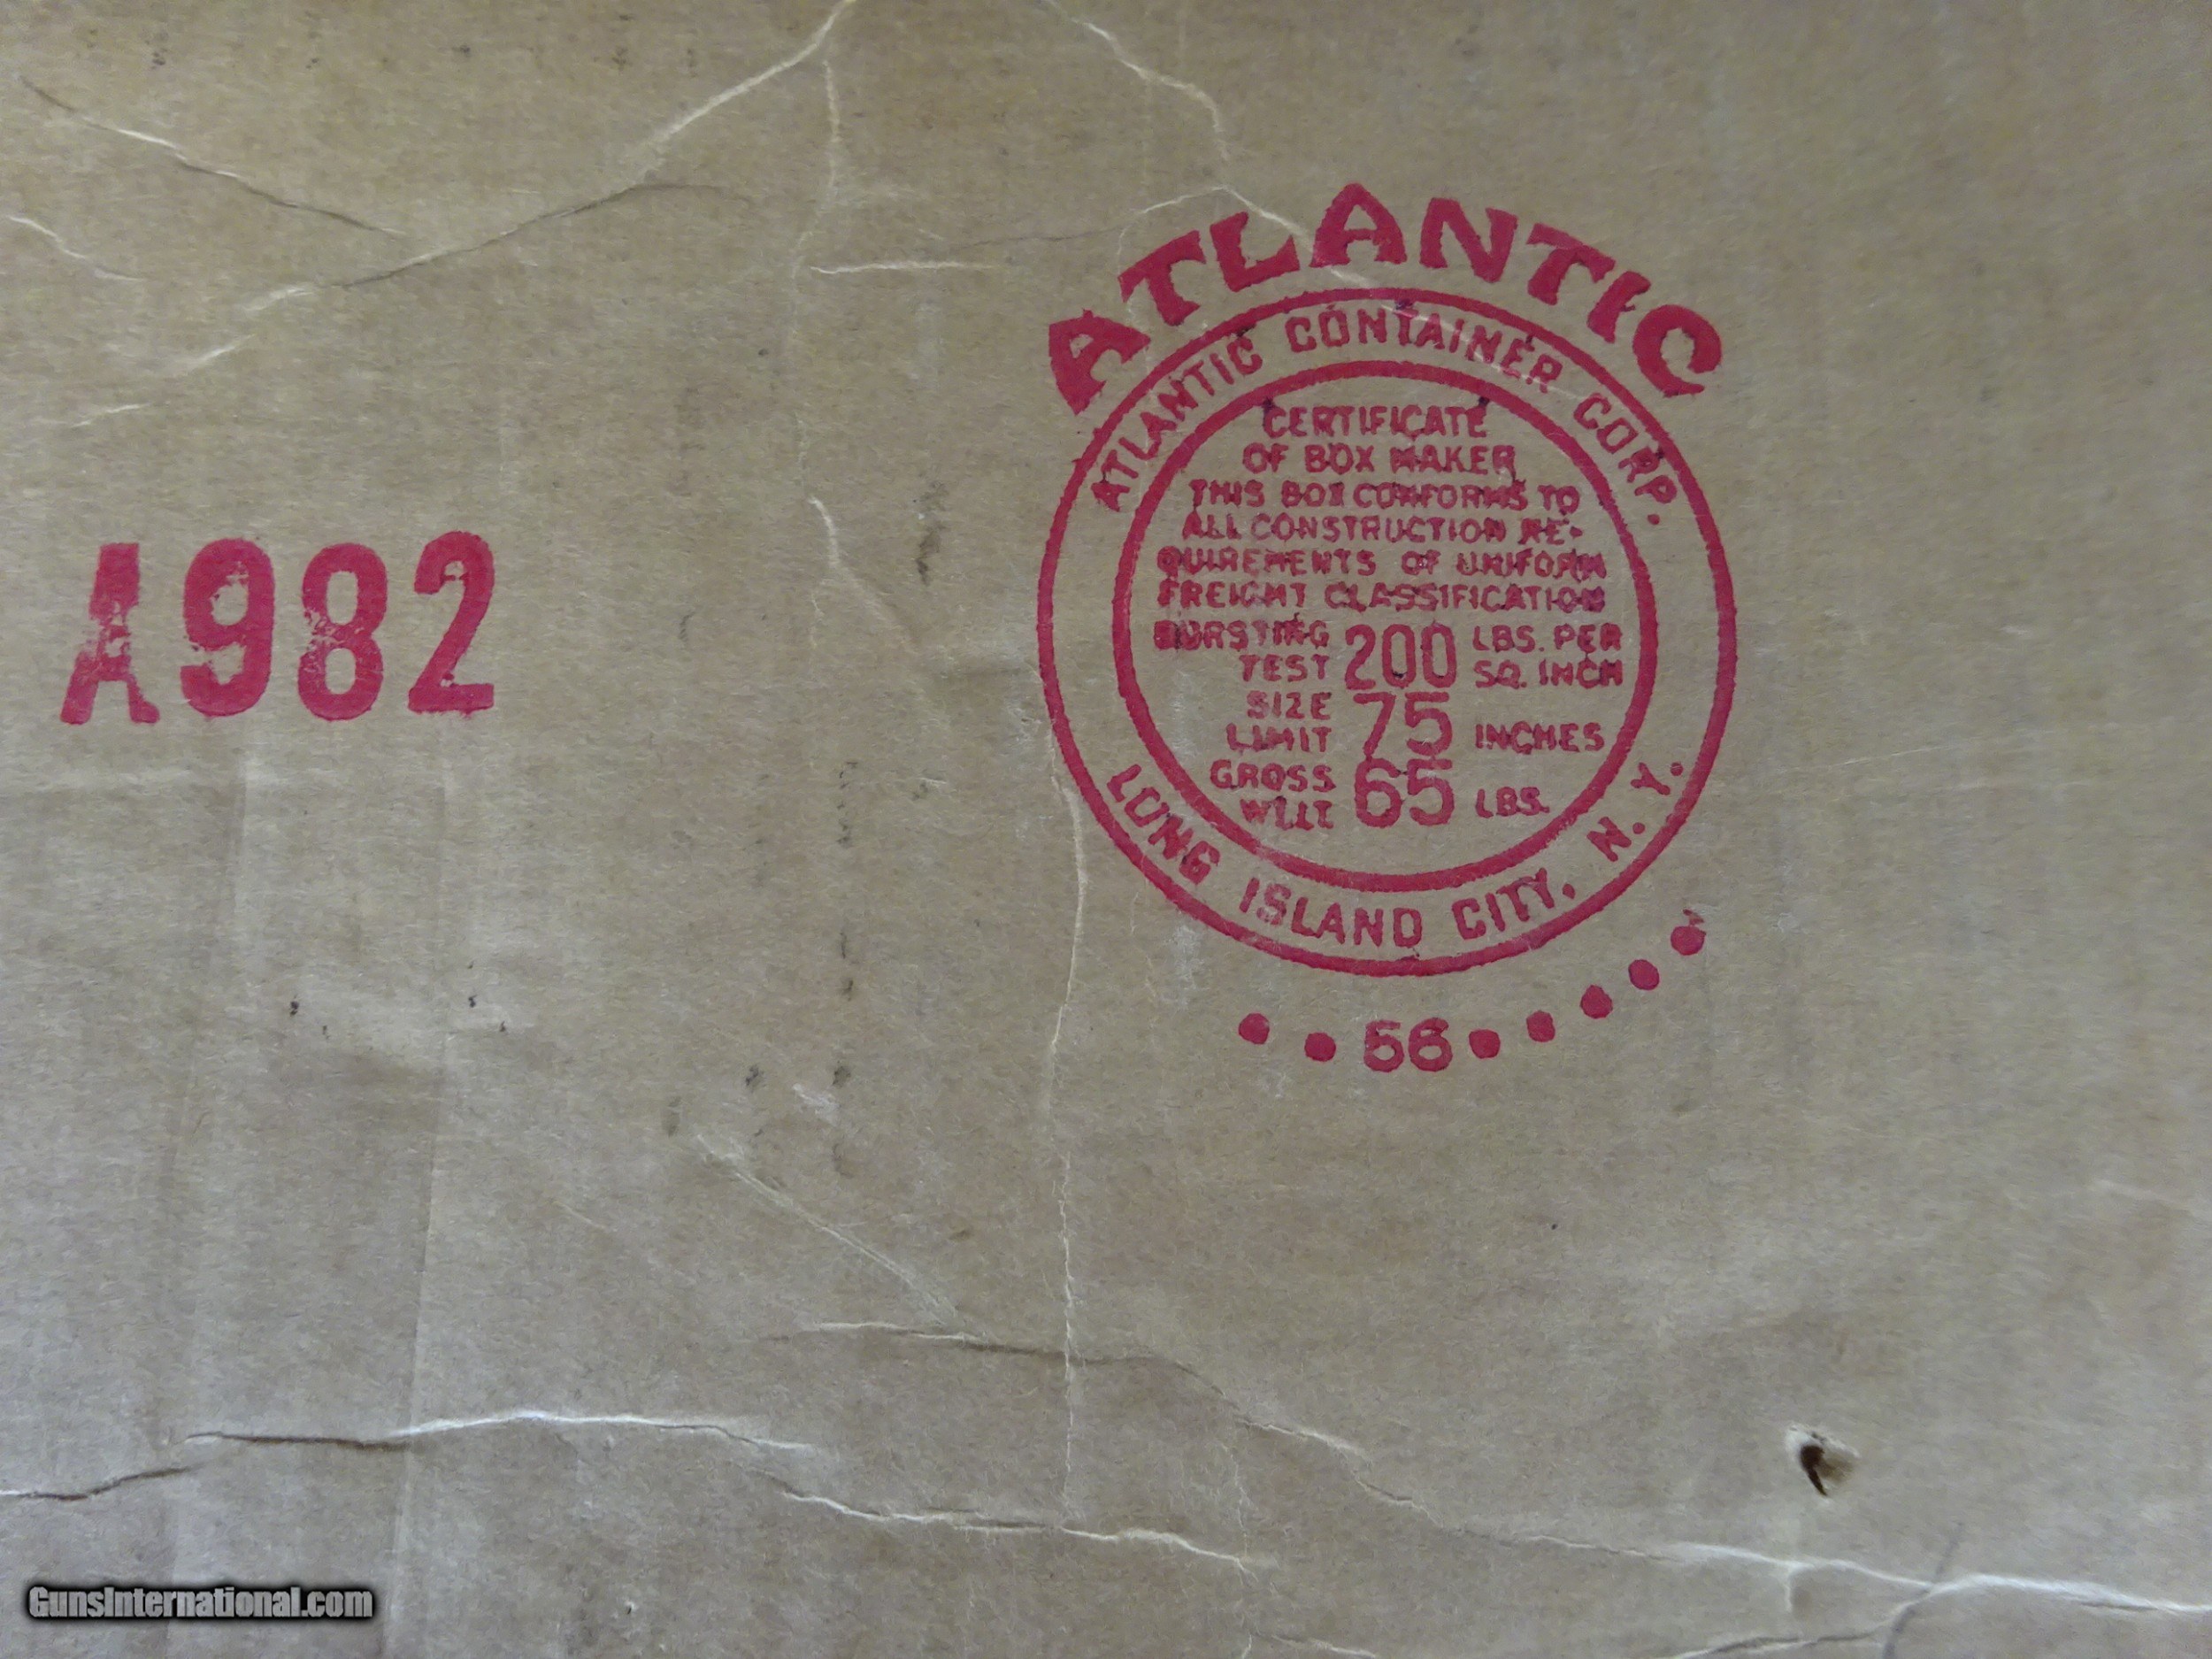 ATLANTIC
ATLANTIC CONTAINER CORP.
CERTIFICATE
OF BOX MAKER
THIS BOX CONFORMS TO
ALL CONSTRUCTION RE-
QUIREMENTS OF UNIFORM
FREIGHT CLASSIFICATION
BURSTING TEST 200 LBS. PER SQ. INCH
SIZE LIMIT 75 INCHES
GROSS 65 LBS.
LONG ISLAND CITY, N.Y.
• • 56 • • • • •
A982
GunsInternational.com